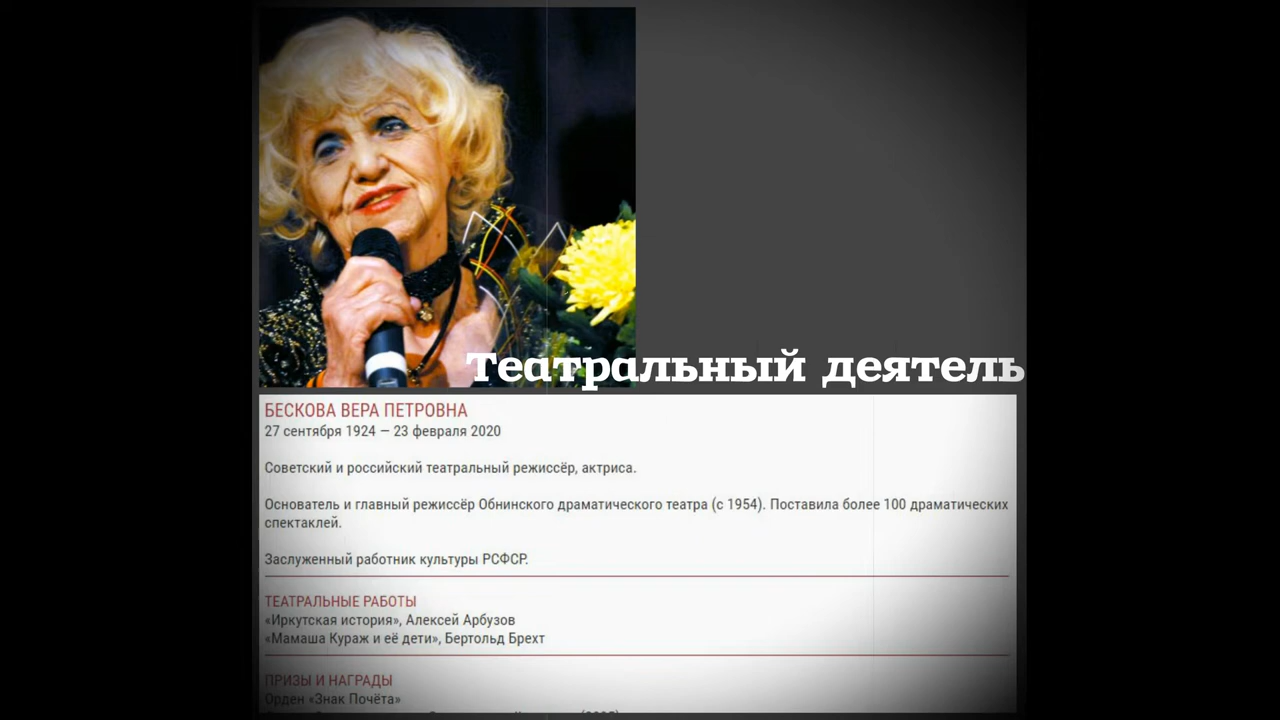 Театральный деятель
БЕСКОВА ВЕРА ПЕТРОВНА
27 сентября 1924 — 23 февраля 2020
Советский и российский театральный режиссёр, актриса.
Основатель и главный режиссёр Обнинского драматического театра (с 1954). Поставила более 100 драматических
спектаклей.
Заслуженный работник культуры РСФСР.
ТЕАТРАЛЬНЫЕ РАБОТЫ
«Иркутская история», Алексей Арбузов
«Мамаша Кураж и её дети», Бертольд Брехт
ПРИЗЫ И НАГРАДЫ
Орден «Знак Почёта»